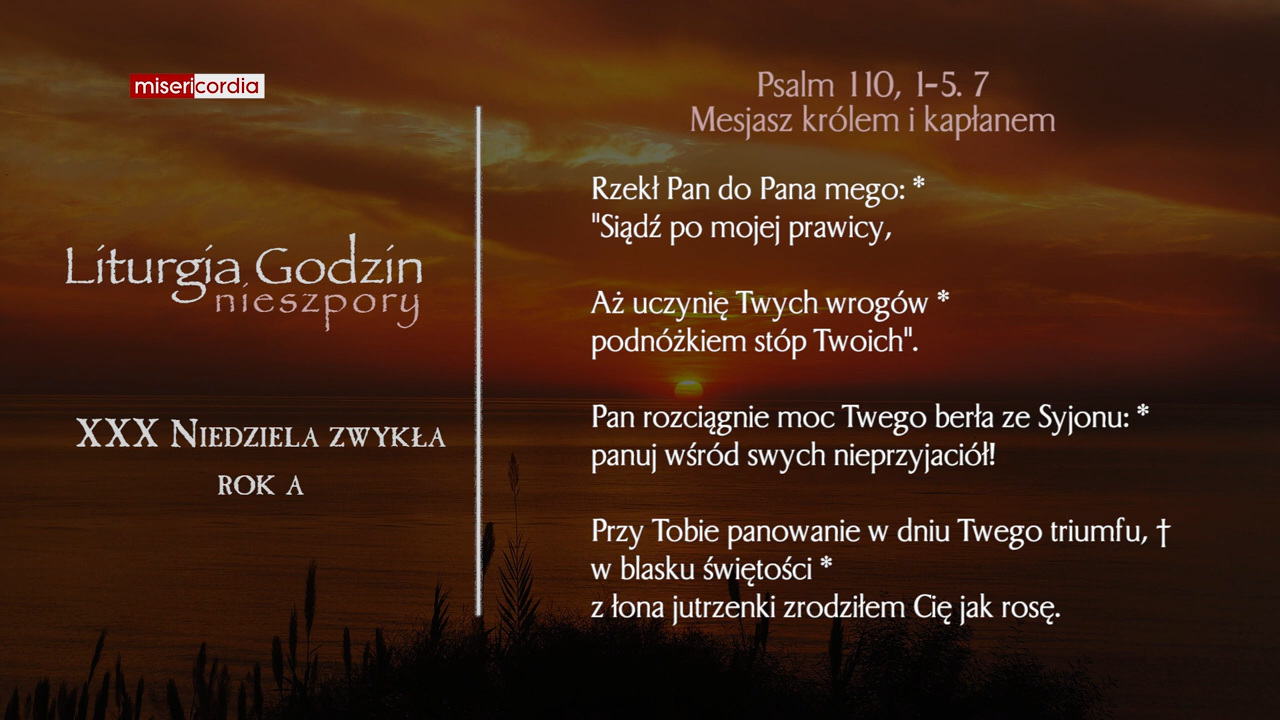 misericordia
Liturgia Godzin
nieszpory
XXX Niedziela zwykła
rok A
Psalm 110, 1-5. 7
Mesjasz królem i kapłanem
Rzekł Pan do Pana mego: *
"Siądź po mojej prawicy,
Aż uczynię Twych wrogów *
podnóżkiem stóp Twoich".
Pan rozciągnie moc Twego berła ze Syjonu: *
panuj wśród swych nieprzyjaciół!
Przy Tobie panowanie w dniu Twego triumfu, †
w blasku świętości *
z łona jutrzenki zrodziłem Cię jak rosę.